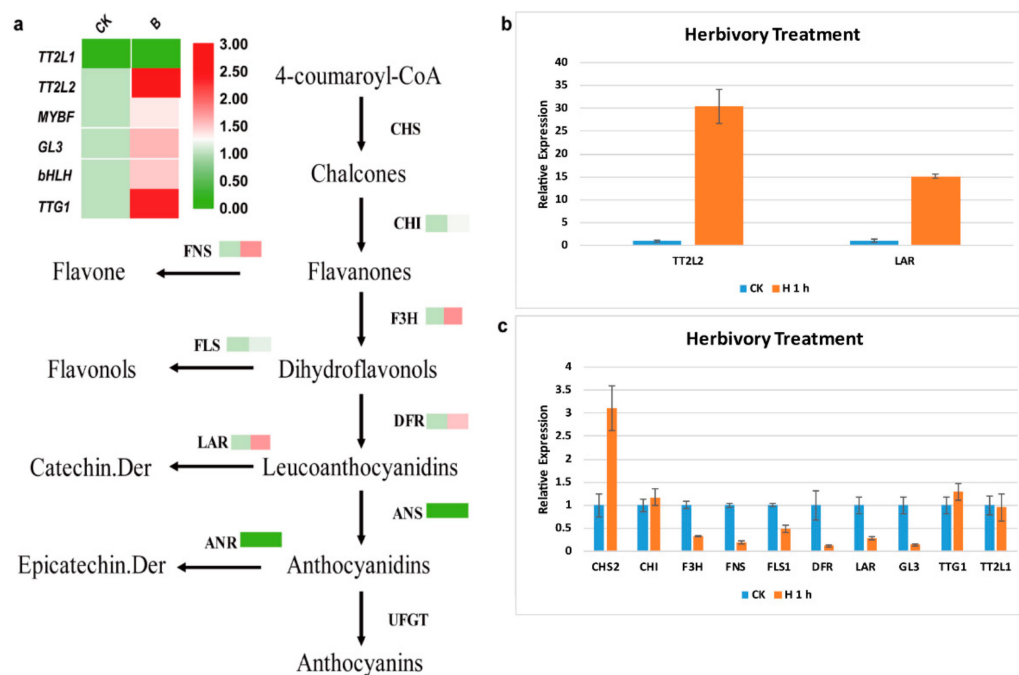 a
CK B
TT2L1
TT2L2
MYBF
GL3
bHLH
TTG1
3.00
2.50
2.00
1.50
1.00
0.50
0.00
4-coumaroyl-CoA
CHS
Chalcones
CHI
FNS
Flavone
Flavanones
F3H
FLS
Flavonols
Dihydroflavonols
DFR
LAR
Catechin.Der
Leucoanthocyanidins
ANS
ANR
Epicatechin.Der
Anthocyanidins
UFGT
Anthocyanins
b
Herbivory Treatment
Relative Expression
40
35
30
25
20
15
10
5
0
TT2L2 LAR
CK H 1 h
c
Herbivory Treatment
Relative Expression
4
3.5
3
2.5
2
1.5
1
0.5
0
CHS2 CHI F3H FNS FLS1 DFR LAR GL3 TTG1 TT2L1
CK H 1 h